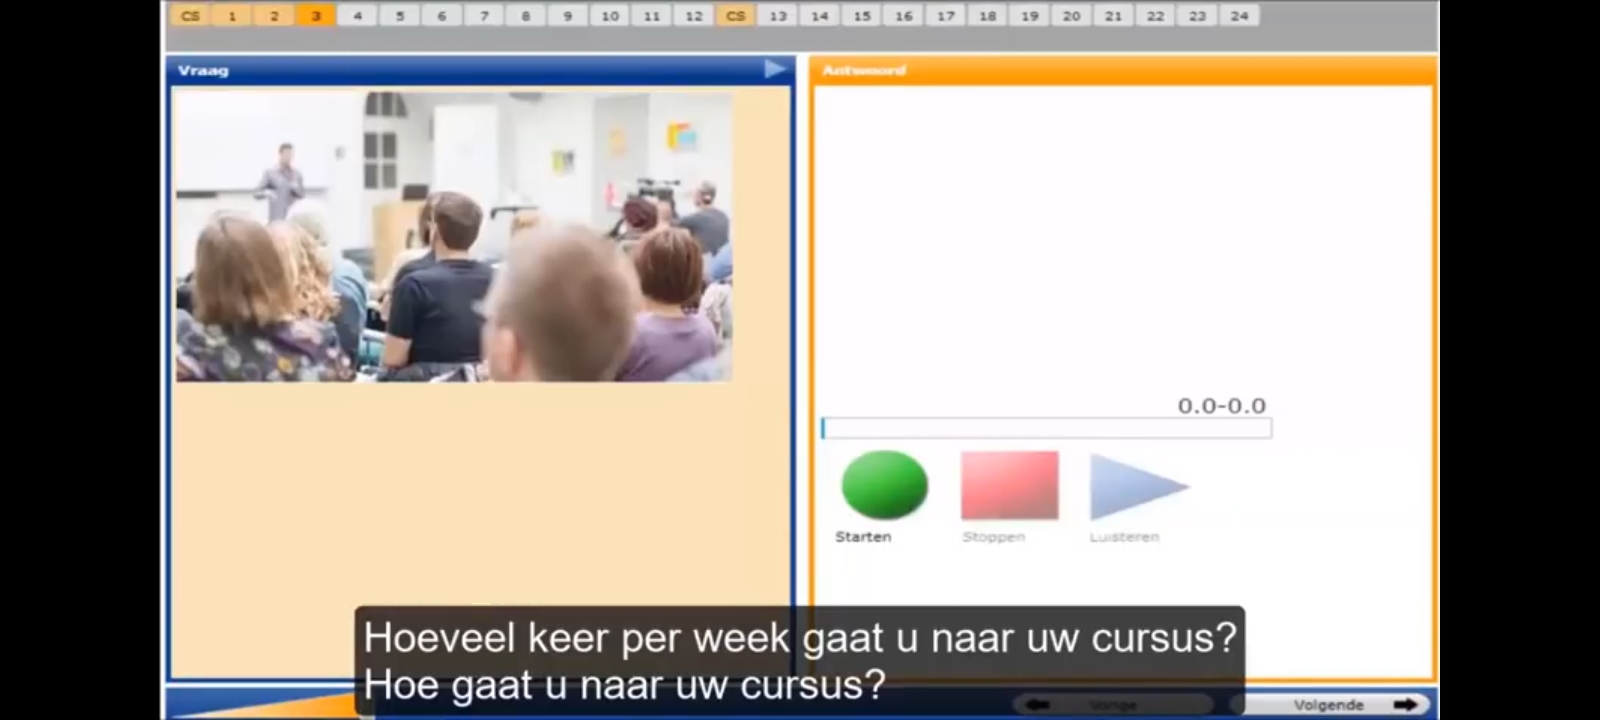 CS 1 2 3 4 5 6 7 8 9 10 11 12 CS 13 14 15 16 17 18 19 20 21 22 23 24
Vraag
Antwoord
0.0-0.0
Starten Stoppen Luisteren
Hoeveel keer per week gaat u naar uw cursus?
Hoe gaat u naar uw cursus?
Vorige Volgende